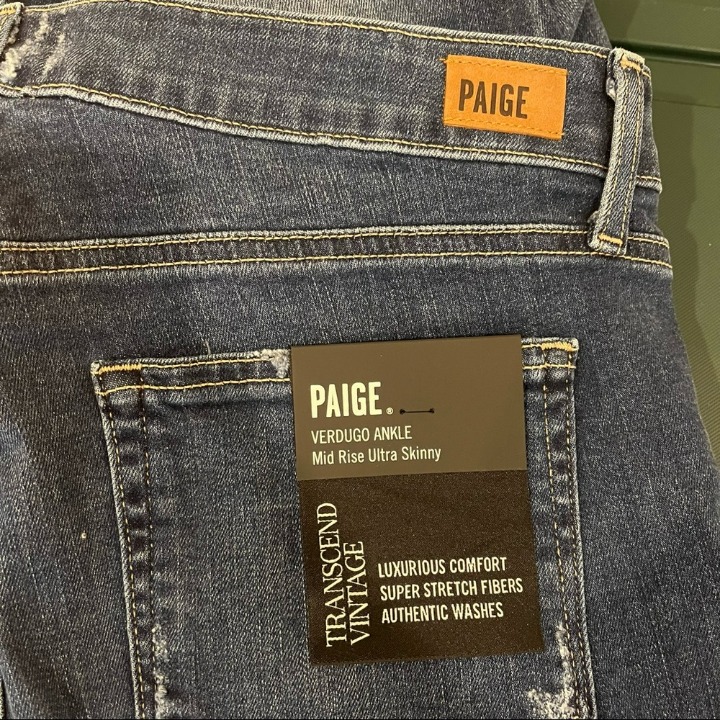 PAIGE
PAIGE®
VERDUGO ANKLE
Mid Rise Ultra Skinny
TRANSCEND
VINTAGE
LUXURIOUS COMFORT
SUPER STRETCH FIBERS
AUTHENTIC WASHES